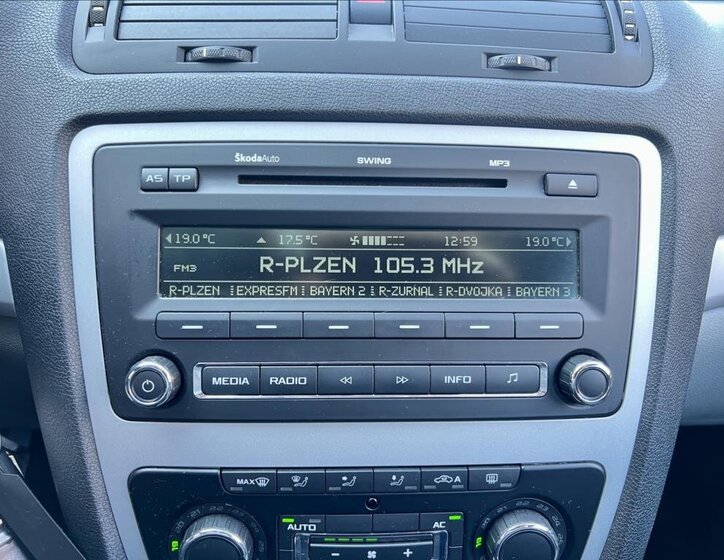 ŠkodaAuto SWING MP3
AS TP
19.0°C 17.5°C 12:59 19.0°C
FM3 R-PLZEN 105.3 MHz
R-PLZEN EXPRESFM BAYERN 2 R-ZURNAL R-DVOJKA BAYERN 3
MEDIA RADIO INFO
MAX A
AUTO AC